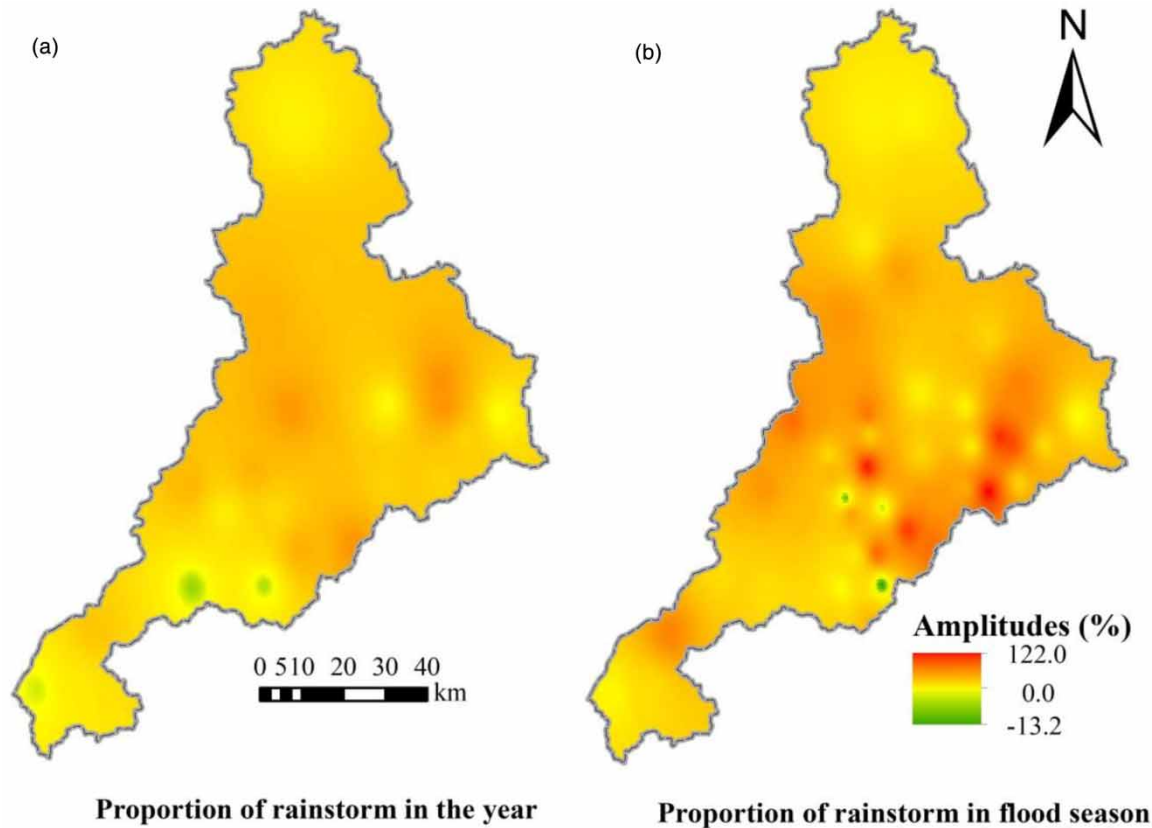 (a)
(b)
N
0 5 10 20 30 40
km
Amplitudes (%)
122.0
0.0
-13.2
Proportion of rainstorm in the year
Proportion of rainstorm in flood season